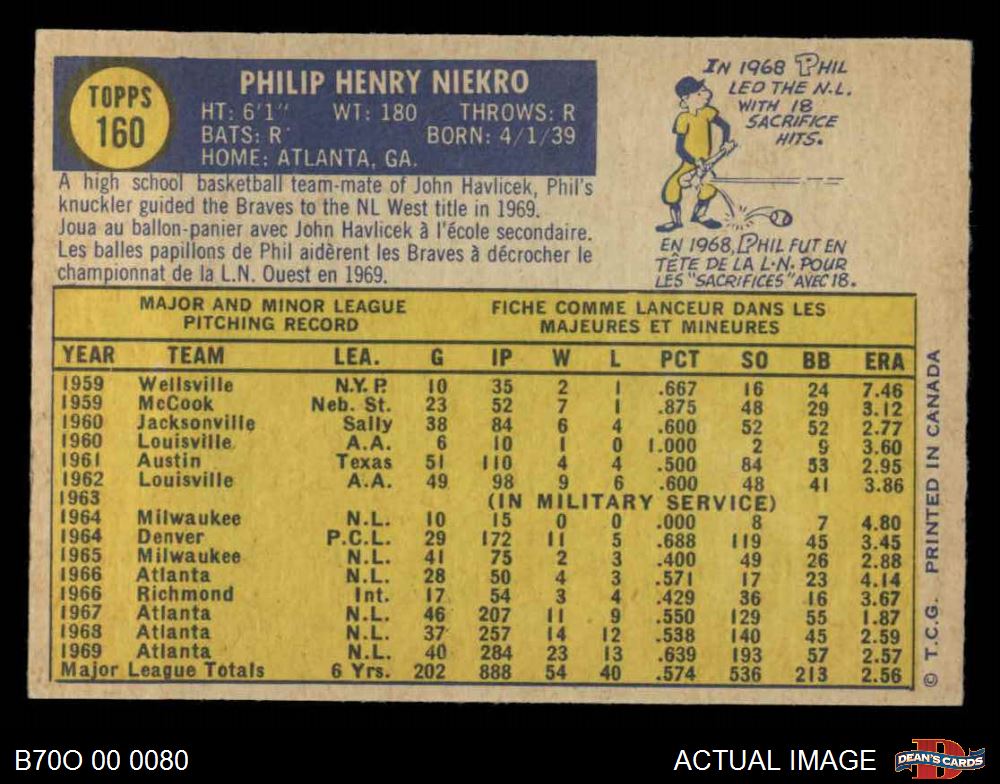 TOPPS
160
PHILIP HENRY NIEKRO
HT: 6'1" WT: 180 THROWS: R
BATS: R BORN: 4/1/39
HOME: ATLANTA, GA.
IN 1968 PHIL
LED THE N.L.
WITH 18
SACRIFICE
HITS.
A high school basketball team-mate of John Havlicek, Phil's
knuckler guided the Braves to the NL West title in 1969.
Joua au ballon-panier avec John Havlicek à l'école secondaire.
Les balles papillons de Phil aidèrent les Braves à décrocher le
championnat de la L.N. Ouest en 1969.
EN 1968, PHIL FUT EN
TÊTE DE LA L.N. POUR
LES "SACRIFICES" AVEC 18.
MAJOR AND MINOR LEAGUE
PITCHING RECORD
FICHE COMME LANCEUR DANS LES
MAJEURES ET MINEURES
YEAR TEAM LEA. G IP W L PCT SO BB ERA
1959 Wellsville N.Y.P. 10 35 2 1 .667 16 24 7.46
1959 McCook Neb. St. 23 52 7 1 .875 48 29 3.12
1960 Jacksonville Sally 38 84 6 4 .600 52 52 2.77
1960 Louisville A.A. 6 10 1 0 1.000 2 9 3.60
1961 Austin Texas 51 110 4 4 .500 84 53 2.95
1962 Louisville A.A. 49 98 9 6 .600 48 41 3.86
1963 (IN MILITARY SERVICE)
1964 Milwaukee N.L. 10 15 0 0 .000 8 7 4.80
1964 Denver P.C.L. 29 172 11 5 .688 119 45 3.45
1965 Milwaukee N.L. 41 75 2 3 .400 49 26 2.88
1966 Atlanta N.L. 28 50 4 3 .571 17 23 4.14
1966 Richmond Int. 17 54 3 4 .429 36 16 3.67
1967 Atlanta N.L. 46 207 11 9 .550 129 55 1.87
1968 Atlanta N.L. 37 257 14 12 .538 140 45 2.59
1969 Atlanta N.L. 40 284 23 13 .639 193 57 2.57
Major League Totals 6 Yrs. 202 888 54 40 .574 536 213 2.56
© T.C.G. PRINTED IN CANADA
B70O 00 0080
ACTUAL IMAGE
D
DEAN'S CARDS